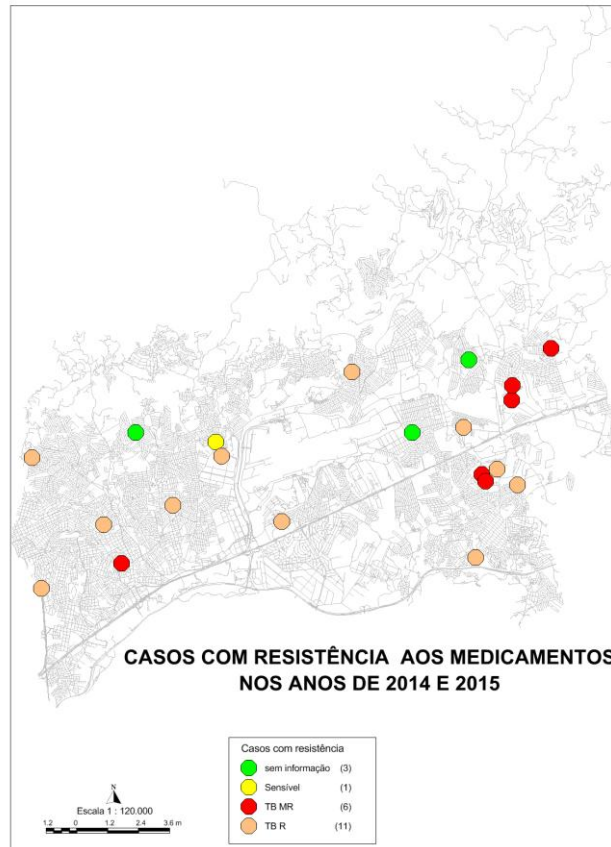 CASOS COM RESISTÊNCIA AOS MEDICAMENTOS
NOS ANOS DE 2014 E 2015
Casos com resistência
sem informação (3)
Sensível (1)
TB MR (6)
TB R (11)
N
Escala 1 : 120.000
1.2 0 1.2 2.4 3.6 m